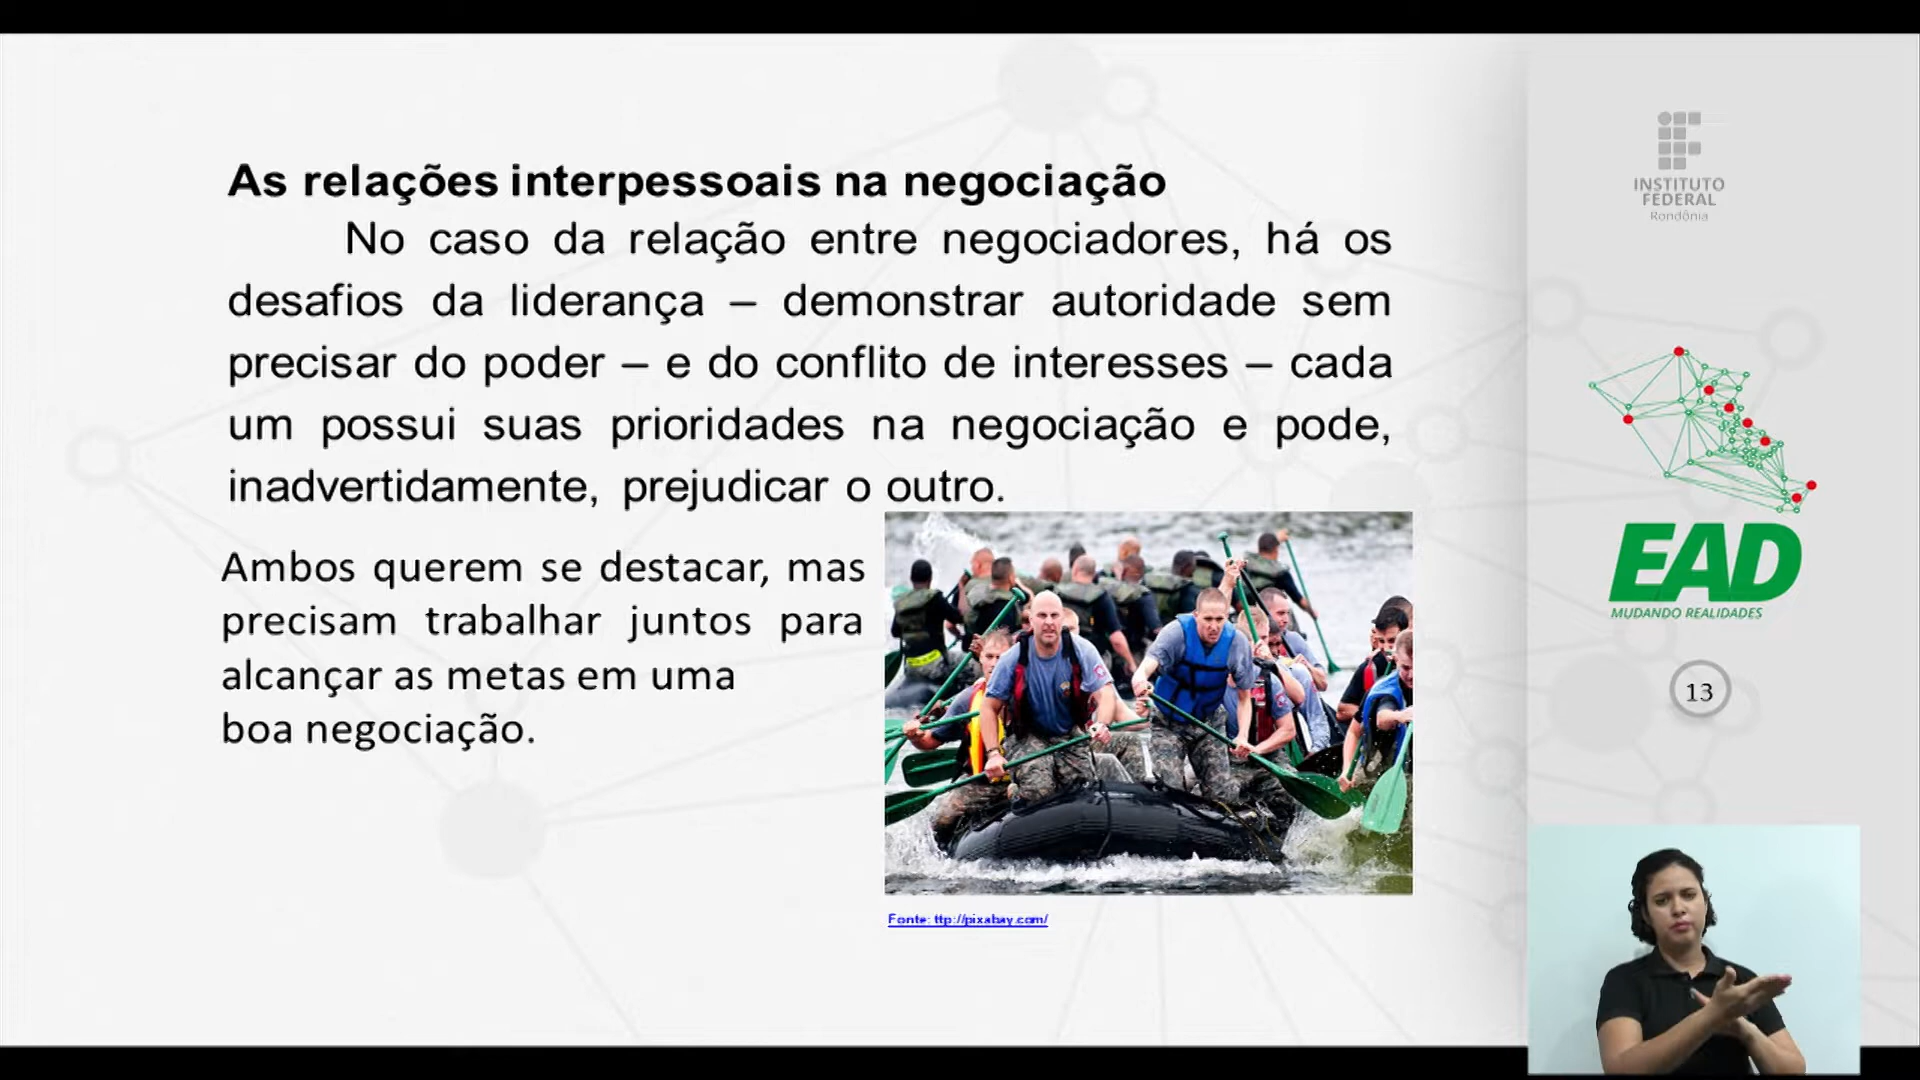 As relações interpessoais na negociação
No caso da relação entre negociadores, há os
desafios da liderança – demonstrar autoridade sem
precisar do poder – e do conflito de interesses – cada
um possui suas prioridades na negociação e pode,
inadvertidamente, prejudicar o outro.
Ambos querem se destacar, mas
precisam trabalhar juntos para
alcançar as metas em uma
boa negociação.
Fonte: ttp://pixabay.com/
INSTITUTO
FEDERAL
Rondônia
EAD
MUDANDO REALIDADES
13